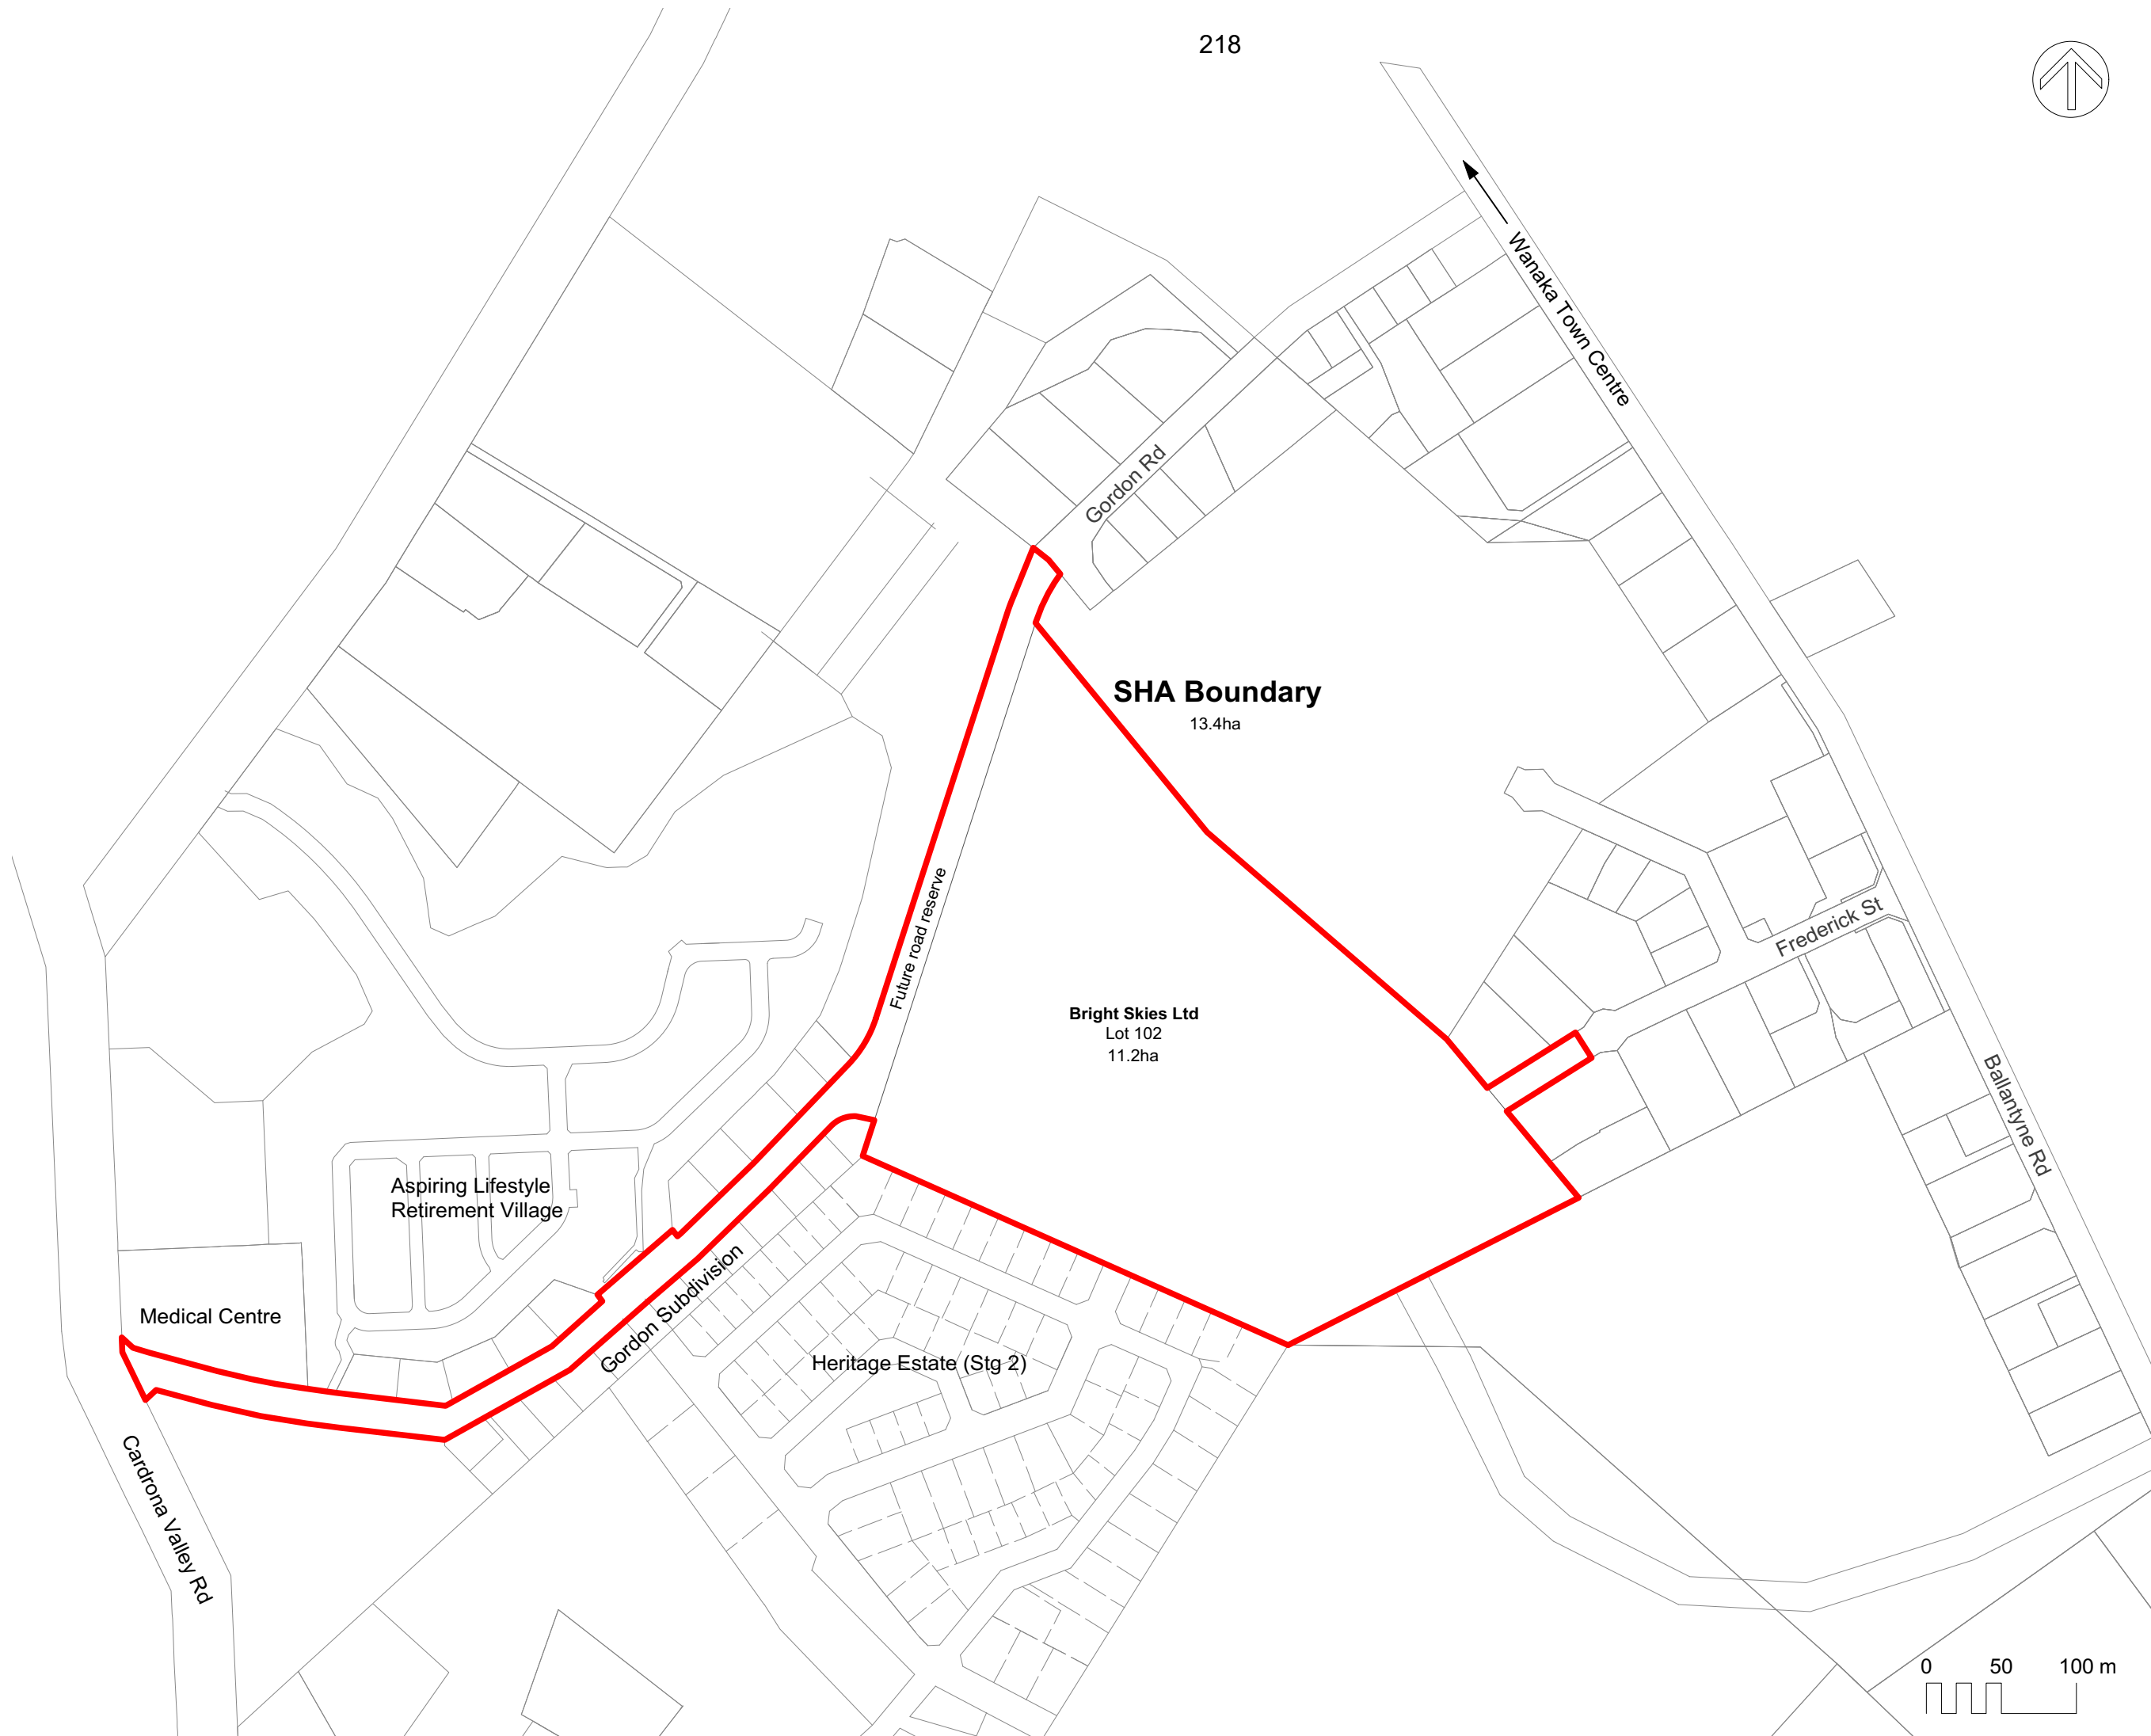 218
Wanaka Town Centre
Gordon Rd
SHA Boundary
13.4ha
Future road reserve
Frederick St
Bright Skies Ltd
Lot 102
11.2ha
Ballantyne Rd
Aspiring Lifestyle
Retirement Village
Medical Centre
Gordon Subdivision
Heritage Estate (Stg 2)
Cardrona Valley Rd
0 50 100 m